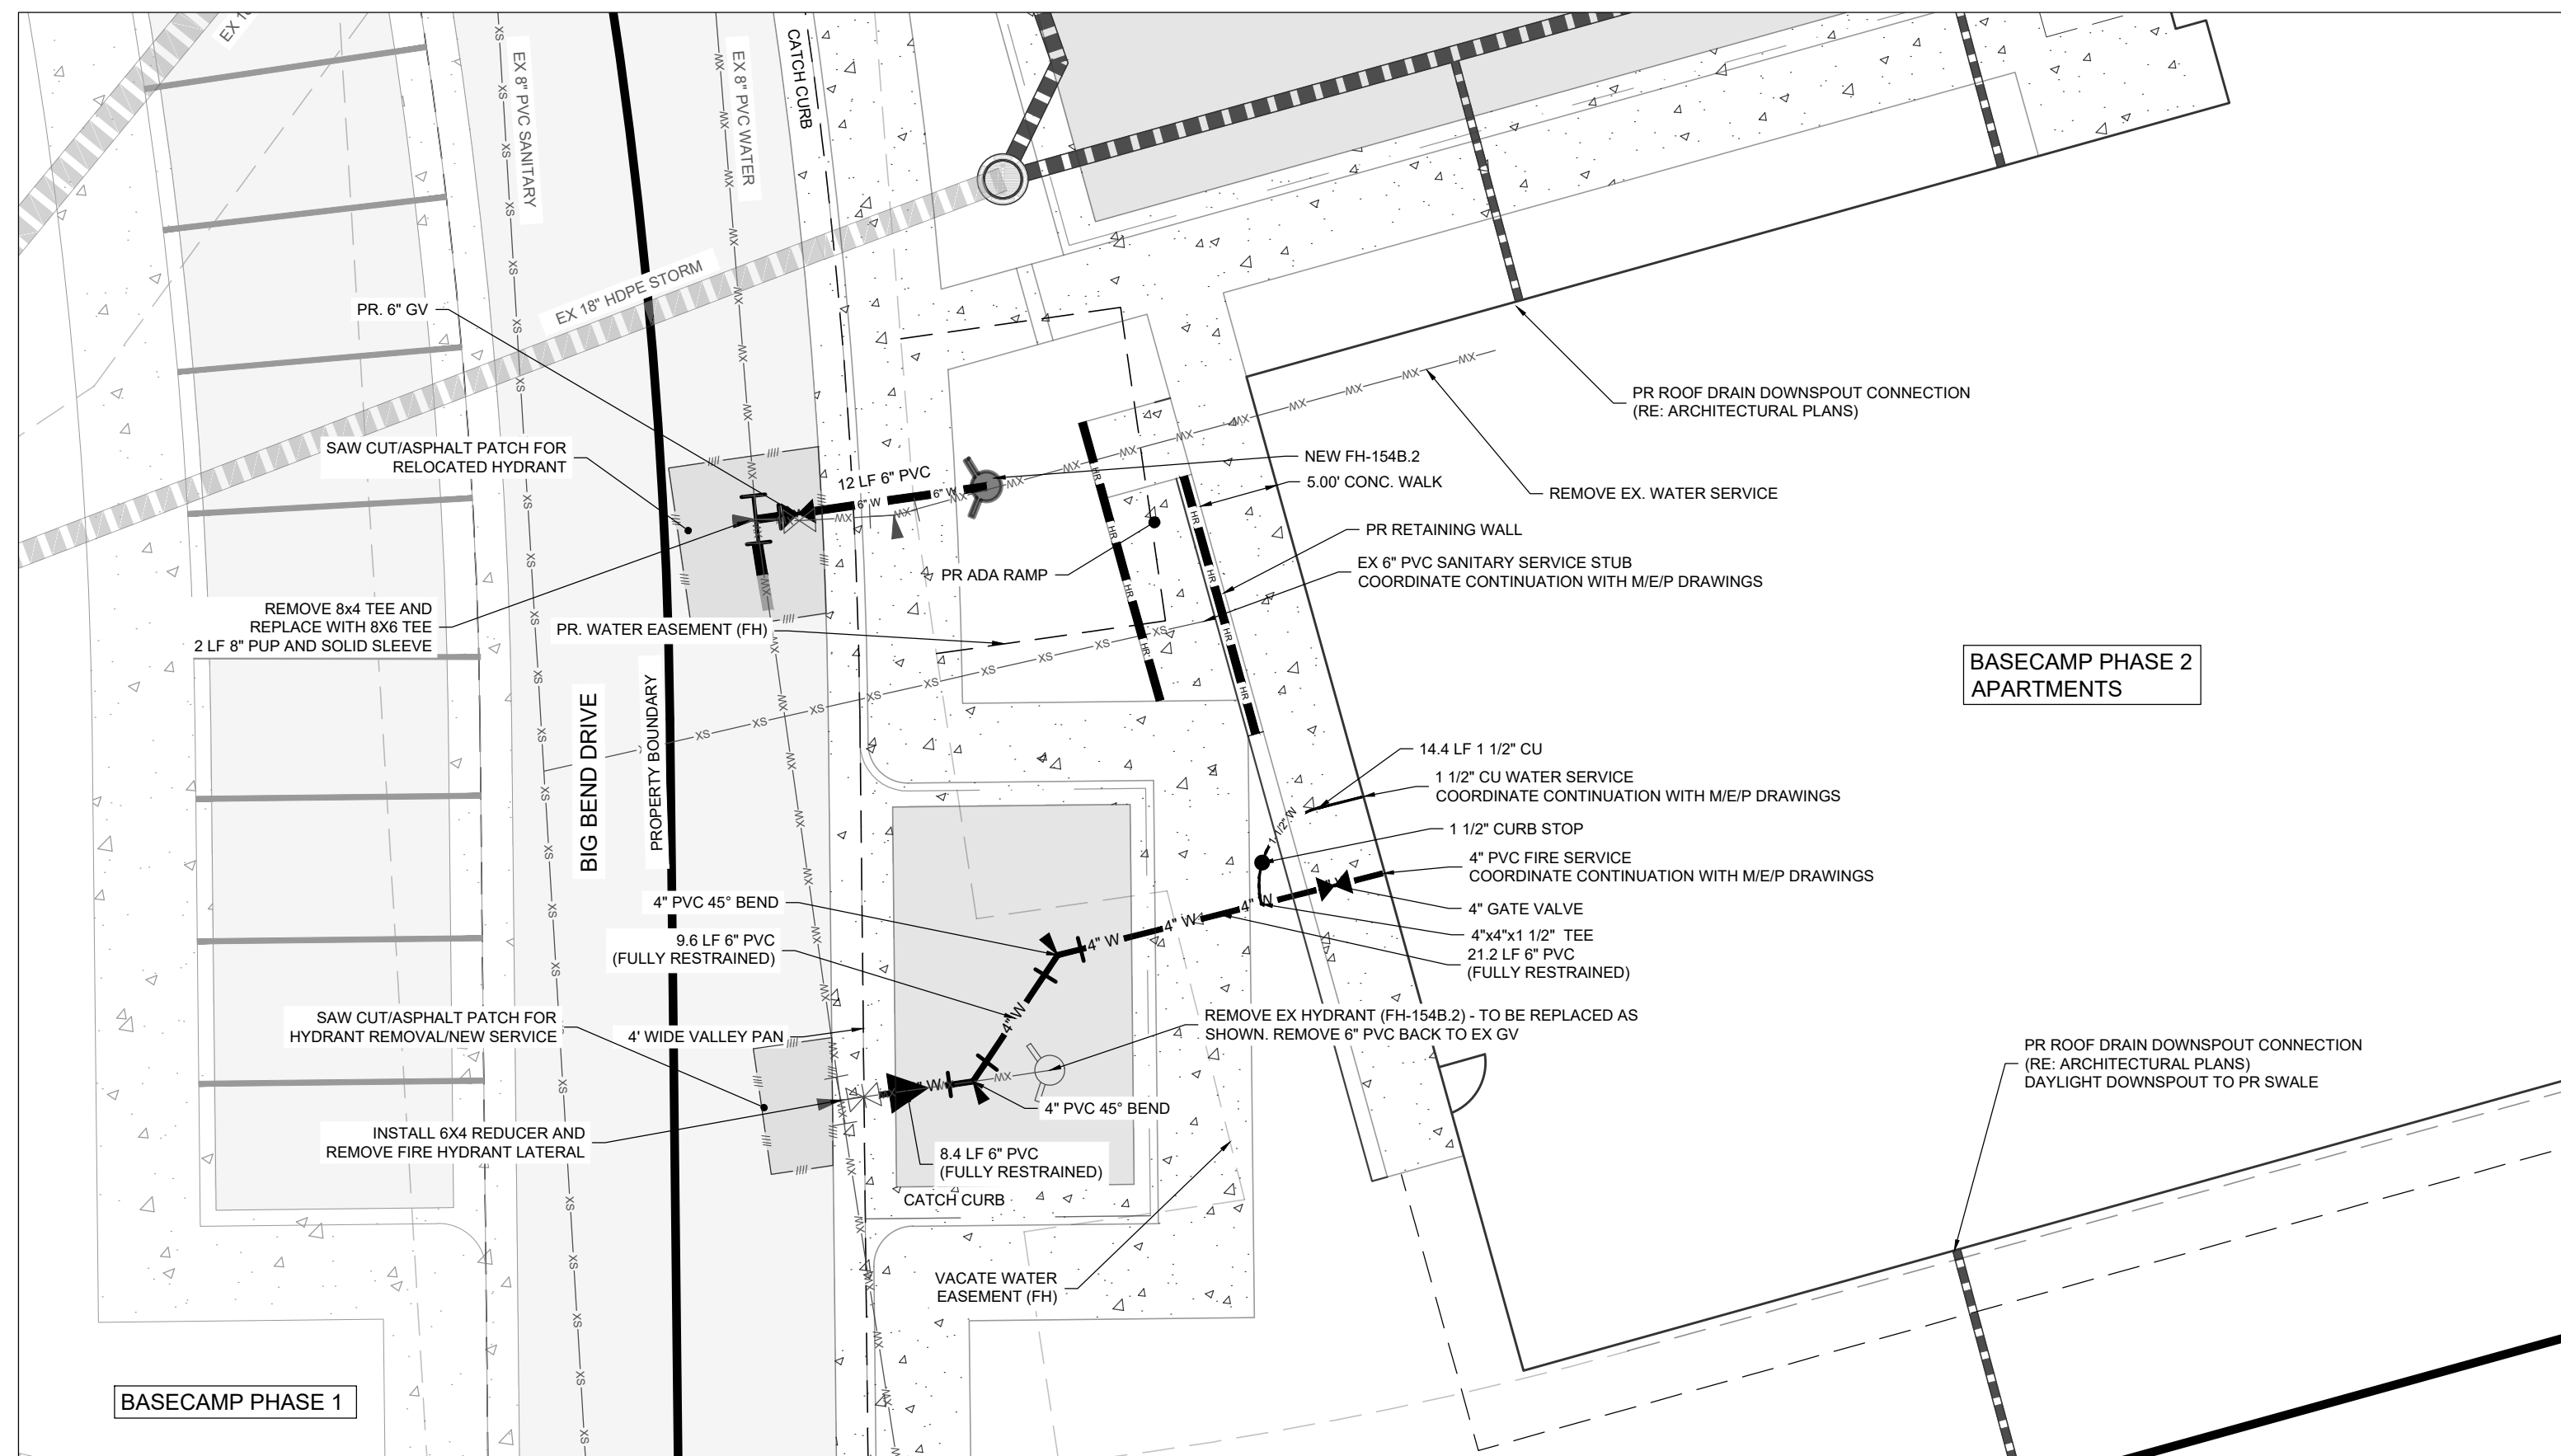 EX 8" PVC SANITARY
EX 8" PVC WATER
CATCH CURB
EX 18" HDPE STORM
PR. 6" GV
SAW CUT/ASPHALT PATCH FOR
RELOCATED HYDRANT
12 LF 6" PVC
6" W
6" W
NEW FH-154B.2
5.00' CONC. WALK
PR ROOF DRAIN DOWNSPOUT CONNECTION
(RE: ARCHITECTURAL PLANS)
REMOVE EX. WATER SERVICE
PR RETAINING WALL
EX 6" PVC SANITARY SERVICE STUB
COORDINATE CONTINUATION WITH M/E/P DRAWINGS
PR ADA RAMP
REMOVE 8x4 TEE AND
REPLACE WITH 8X6 TEE
2 LF 8" PUP AND SOLID SLEEVE
PR. WATER EASEMENT (FH)
BIG BEND DRIVE
PROPERTY BOUNDARY
BASECAMP PHASE 2
APARTMENTS
14.4 LF 1 1/2" CU
1 1/2" CU WATER SERVICE
COORDINATE CONTINUATION WITH M/E/P DRAWINGS
1-1/2" W
1 1/2" CURB STOP
4" PVC FIRE SERVICE
COORDINATE CONTINUATION WITH M/E/P DRAWINGS
4" GATE VALVE
4"x4"x1 1/2" TEE
21.2 LF 6" PVC
(FULLY RESTRAINED)
4" W
4" W
4" W
4" W
4" PVC 45° BEND
9.6 LF 6" PVC
(FULLY RESTRAINED)
SAW CUT/ASPHALT PATCH FOR
HYDRANT REMOVAL/NEW SERVICE
4' WIDE VALLEY PAN
REMOVE EX HYDRANT (FH-154B.2) - TO BE REPLACED AS
SHOWN. REMOVE 6" PVC BACK TO EX GV
PR ROOF DRAIN DOWNSPOUT CONNECTION
(RE: ARCHITECTURAL PLANS)
DAYLIGHT DOWNSPOUT TO PR SWALE
4" PVC 45° BEND
INSTALL 6X4 REDUCER AND
REMOVE FIRE HYDRANT LATERAL
8.4 LF 6" PVC
(FULLY RESTRAINED)
CATCH CURB
VACATE WATER
EASEMENT (FH)
BASECAMP PHASE 1